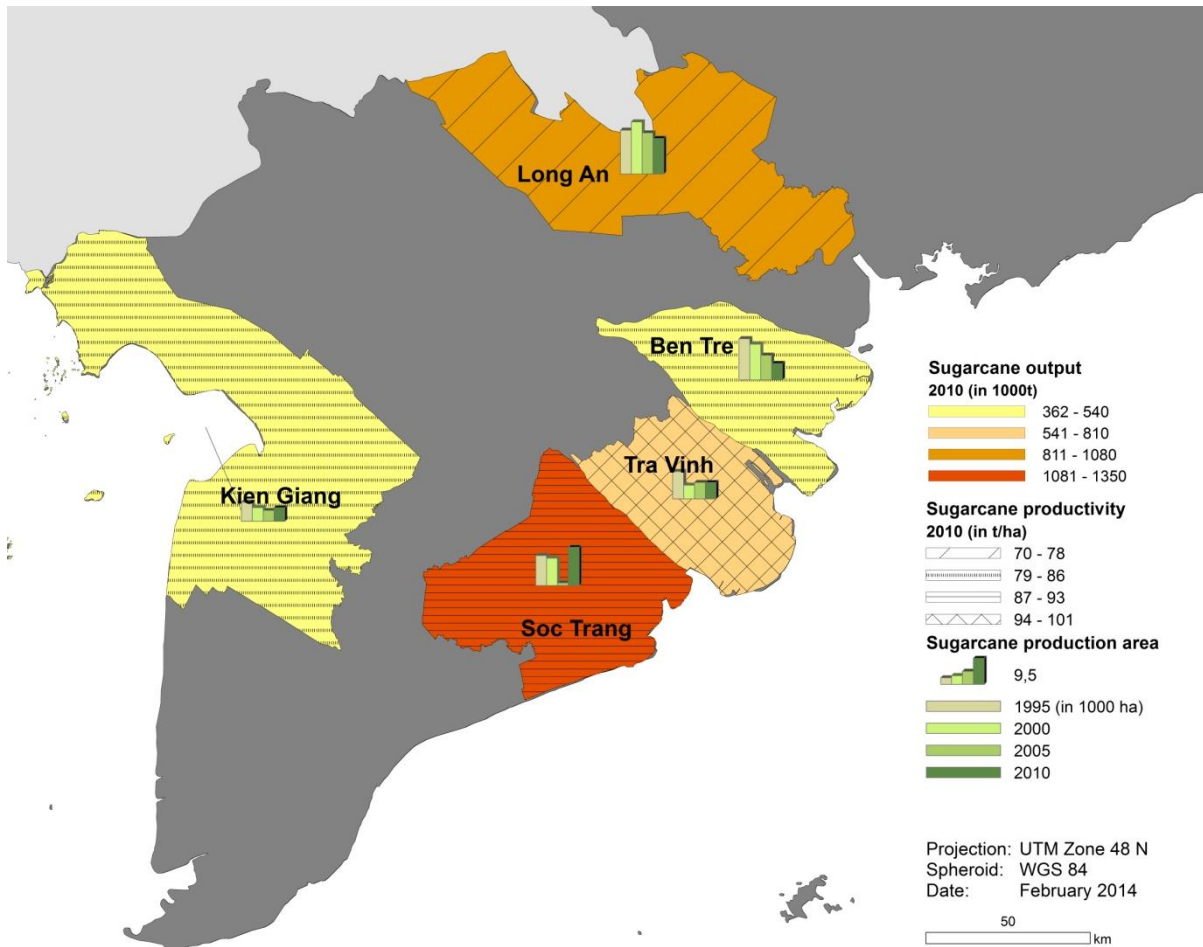 Long An
Ben Tre
Tra Vinh
Kien Giang
Soc Trang
Sugarcane output
2010 (in 1000t)
362 - 540
541 - 810
811 - 1080
1081 - 1350
Sugarcane productivity
2010 (in t/ha)
70 - 78
79 - 86
87 - 93
94 - 101
Sugarcane production area
9,5
1995 (in 1000 ha)
2000
2005
2010
Projection: UTM Zone 48 N
Spheroid: WGS 84
Date: February 2014
50
km